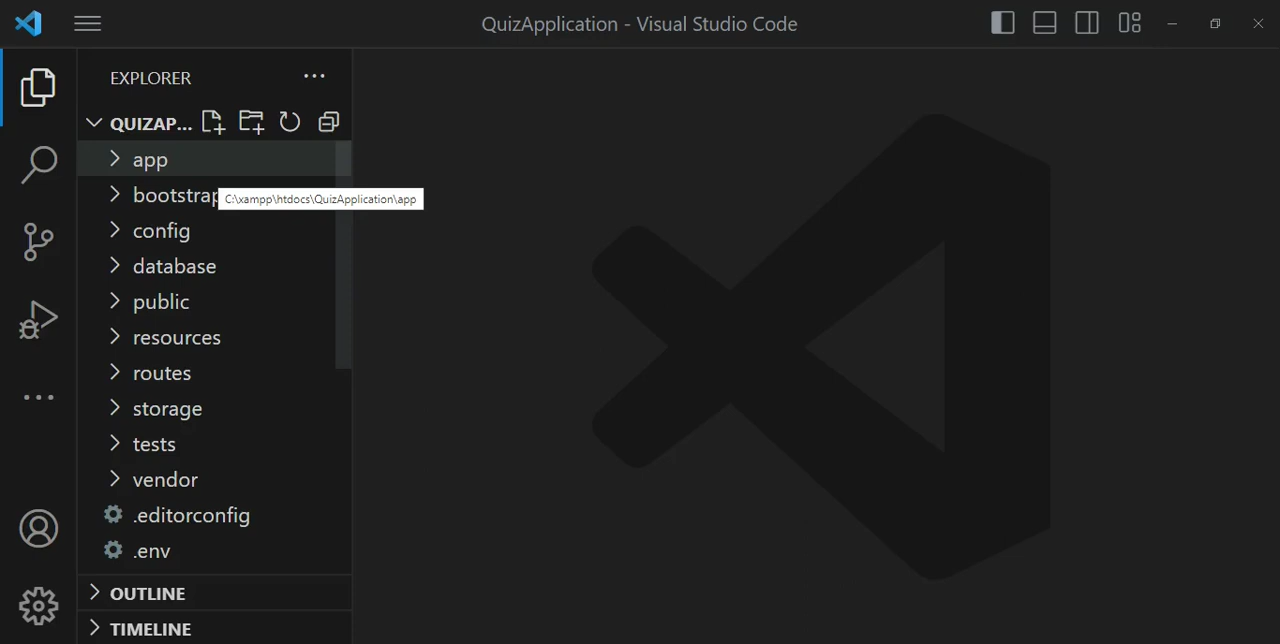 QuizApplication - Visual Studio Code
EXPLORER
QUIZAP...
app
bootstrap
C:\xampp\htdocs\QuizApplication\app
config
database
public
resources
routes
storage
tests
vendor
.editorconfig
.env
OUTLINE
TIMELINE